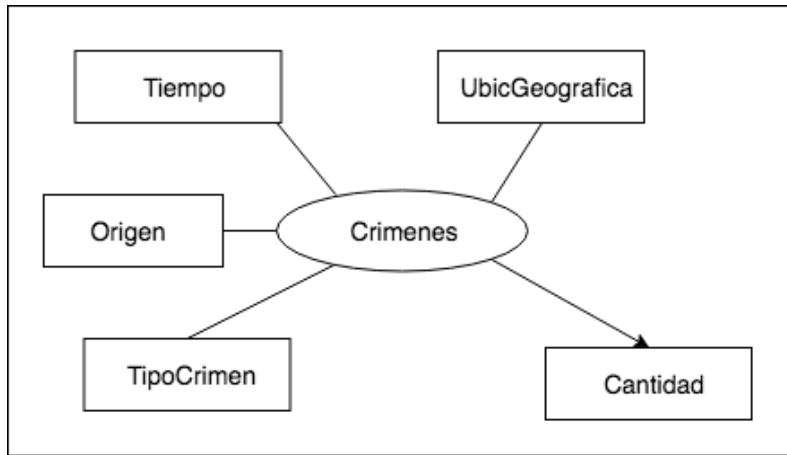 Tiempo
UbicGeografica
Origen
Crimenes
TipoCrimen
Cantidad